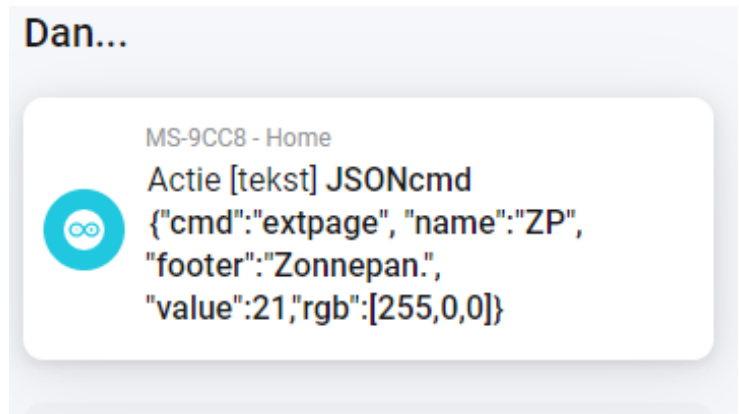 Dan...
MS-9CC8 - Home
Actie [tekst] JSONcmd
{"cmd":"extpage", "name":"ZP",
"footer":"Zonnepan.",
"value":21,"rgb":[255,0,0]}